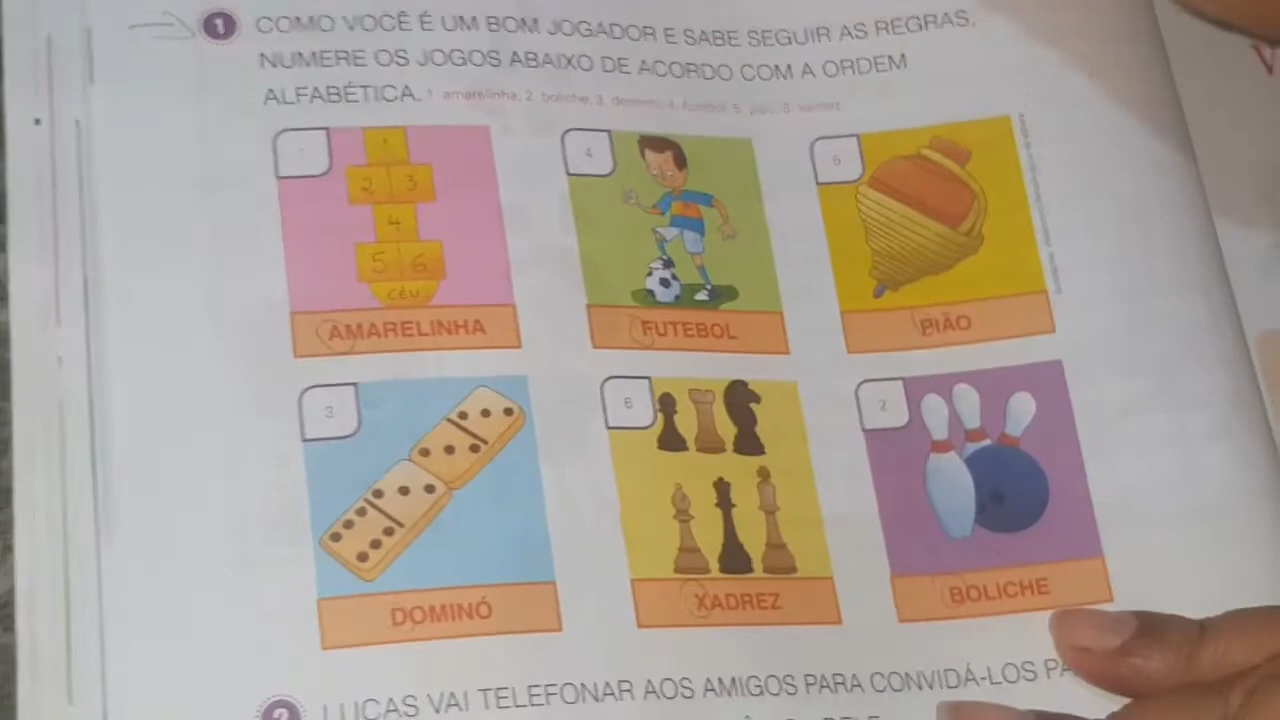 1 COMO VOCÊ É UM BOM JOGADOR E SABE SEGUIR AS REGRAS,
NUMERE OS JOGOS ABAIXO DE ACORDO COM A ORDEM
ALFABÉTICA. 1. amarelinha, 2. boliche, 3. dominó, 4. futebol, 5. pião, 6. xadrez
1
4
5
1
2 3
4
5 6
CÉU
AMARELINHA
FUTEBOL
PIÃO
3
6
2
DOMINÓ
XADREZ
BOLICHE
2 LUCAS VAI TELEFONAR AOS AMIGOS PARA CONVIDÁ-LOS